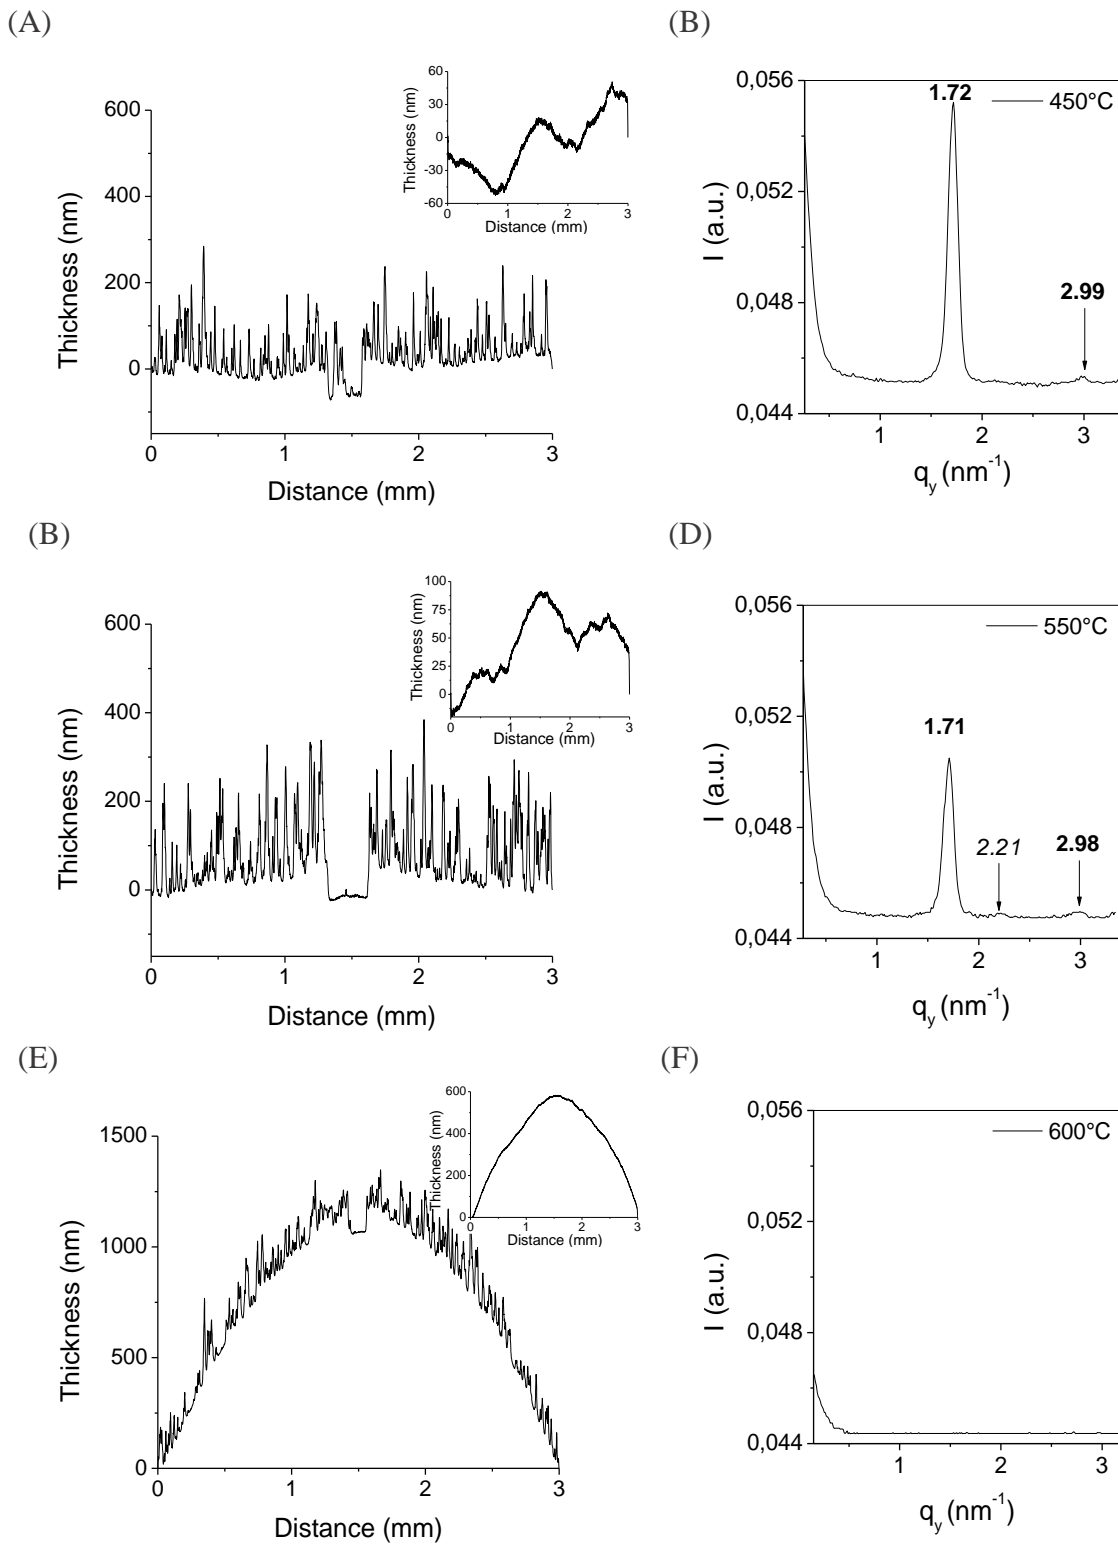 (A)
600
400
200
0
Thickness (nm)
0
1
2
3
Distance (mm)
60
30
0
-30
-60
Thickness (nm)
0
1
2
3
Distance (mm)
(B)
0,056
0,052
0,048
0,044
I (a.u.)
1.72
450°C
2.99
1
2
3
q_y (nm⁻¹)
(B)
600
400
200
0
Thickness (nm)
0
1
2
3
Distance (mm)
100
75
50
25
0
Thickness (nm)
0
1
2
3
Distance (mm)
(D)
0,056
0,052
0,048
0,044
I (a.u.)
550°C
1.71
2.21
2.98
1
2
3
q_y (nm⁻¹)
(E)
1500
1000
500
0
Thickness (nm)
0
1
2
3
Distance (mm)
600
400
200
0
Thickness (nm)
0
1
2
3
Distance (mm)
(F)
0,056
0,052
0,048
0,044
I (a.u.)
600°C
1
2
3
q_y (nm⁻¹)